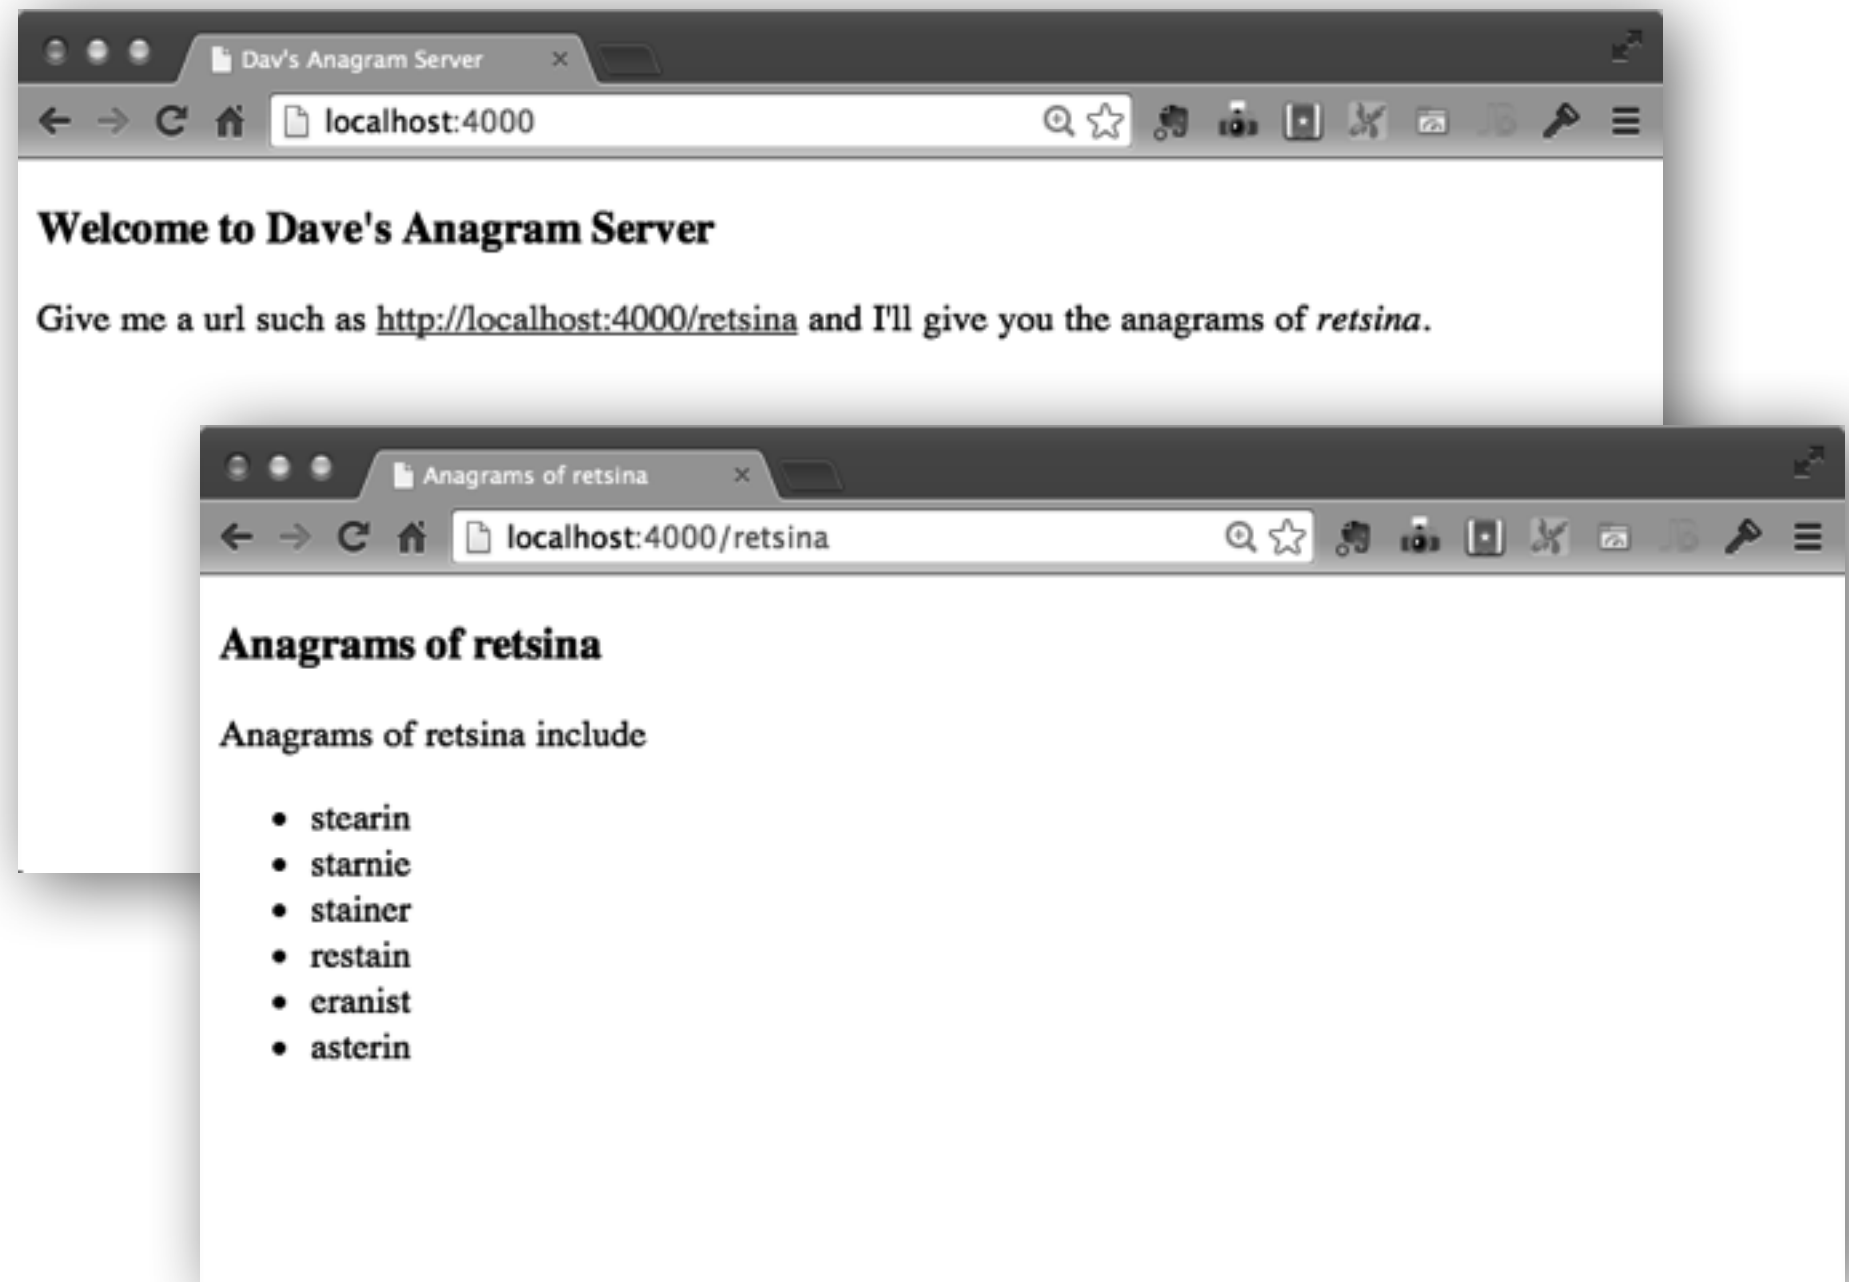 Dav's Anagram Server
localhost:4000
Welcome to Dave's Anagram Server
Give me a url such as http://localhost:4000/retsina and I'll give you the anagrams of retsina.
Anagrams of retsina
localhost:4000/retsina
Anagrams of retsina
Anagrams of retsina include
stearin
starnie
stainer
restain
eranist
asterin